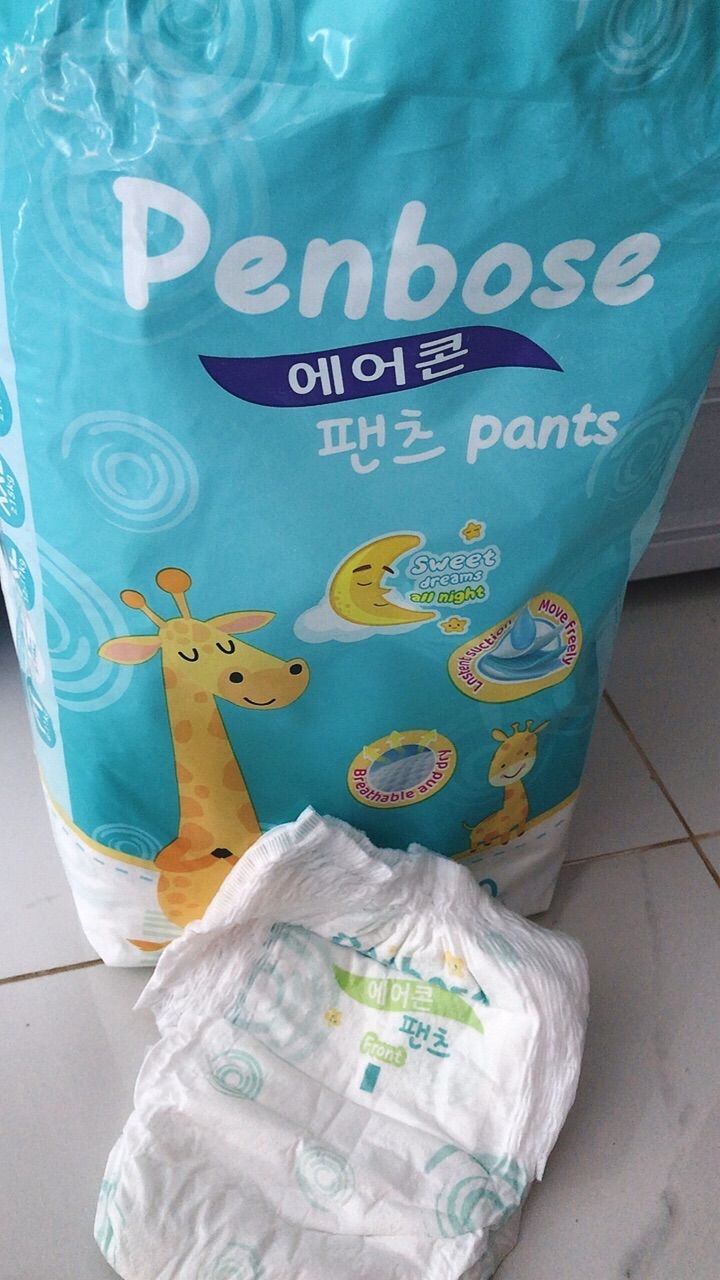 Penbose
에어콘
팬츠 pants
Sweet
dreams
all night
Lnstent suction
Move freely
Breathable and dry
에어콘
팬츠
Front